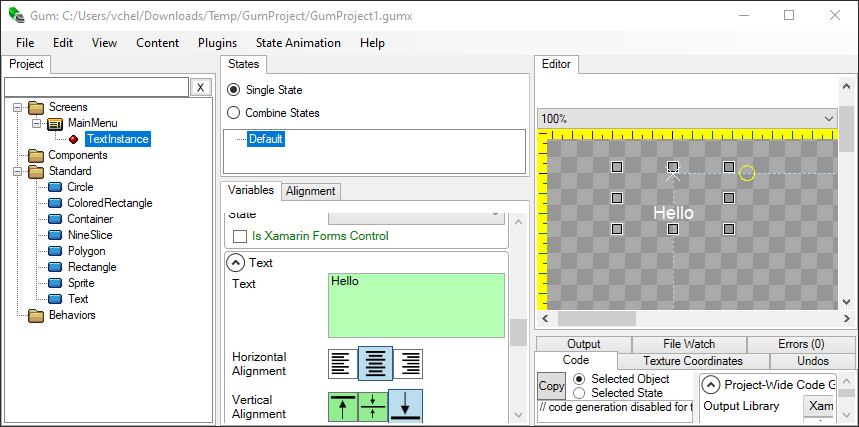 Gum: C:/Users/vchel/Downloads/Temp/GumProject/GumProject1.gumx
File Edit View Content Plugins State Animation Help
Project
X
Screens
MainMenu
TextInstance
Components
Standard
Circle
ColoredRectangle
Container
NineSlice
Polygon
Rectangle
Sprite
Text
Behaviors
States
Single State
Combine States
Default
Variables Alignment
State
Is Xamarin Forms Control
Text
Text
Hello
Horizontal
Alignment
Vertical
Alignment
Editor
100%
Hello
Output File Watch Errors (0)
Code Texture Coordinates Undos
Copy
Selected Object
Selected State
// code generation disabled for t
Project-Wide Code G
Output Library
Xam